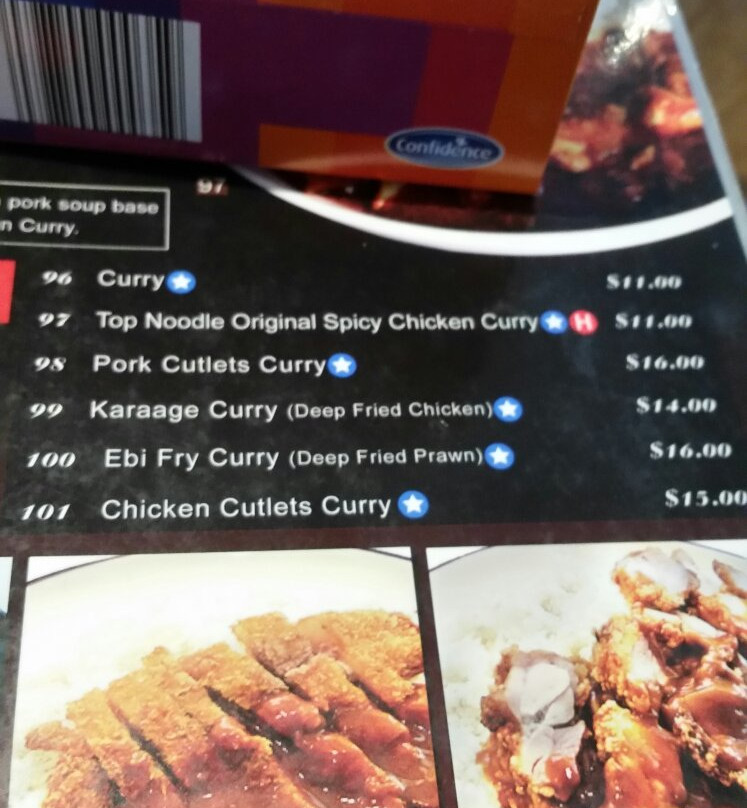 Confidence
97
pork soup base
n Curry.
96 Curry $11.00
97 Top Noodle Original Spicy Chicken Curry H $11.00
98 Pork Cutlets Curry $16.00
99 Karaage Curry (Deep Fried Chicken) $14.00
100 Ebi Fry Curry (Deep Fried Prawn) $16.00
101 Chicken Cutlets Curry $15.00